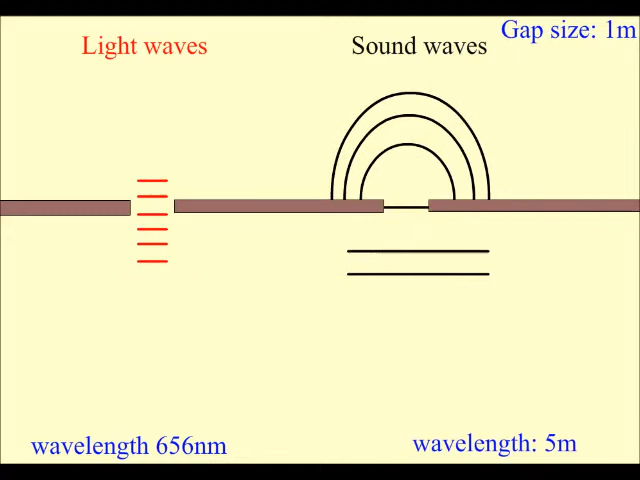 Gap size: 1m
Light waves
Sound waves
wavelength 656nm
wavelength: 5m